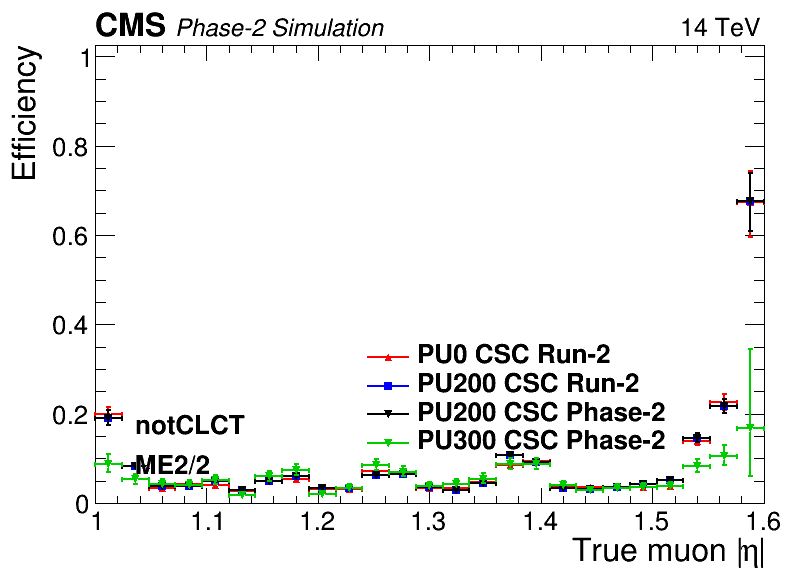 CMS Phase-2 Simulation 14 TeV
Efficiency
1
0.8
0.6
0.4
0.2
0
PU0 CSC Run-2
PU200 CSC Run-2
PU200 CSC Phase-2
PU300 CSC Phase-2
notCLCT
ME2/2
1 1.1 1.2 1.3 1.4 1.5 1.6
True muon |η|